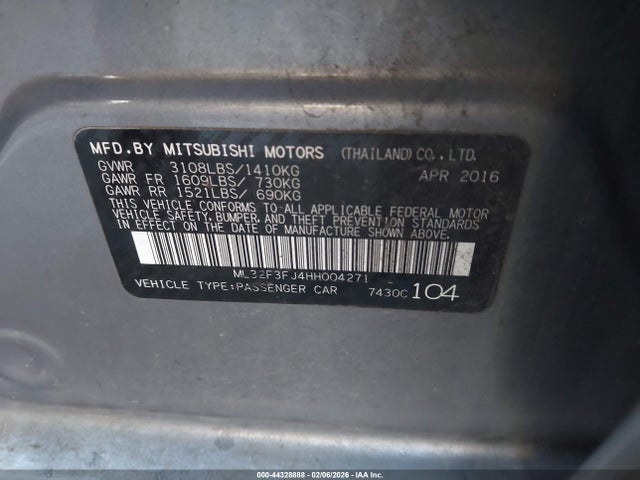 MFD.BY MITSUBISHI MOTORS (THAILAND)CO.,LTD.
GVWR 3108LBS/1410KG APR 2016
GAWR FR 1609LBS/ 730KG
GAWR RR 1521LBS/ 690KG
THIS VEHICLE CONFORMS TO ALL APPLICABLE FEDERAL MOTOR
VEHICLE SAFETY, BUMPER, AND THEFT PREVENTION STANDARDS
IN EFFECT ON THE DATE OF MANUFACTURE SHOWN ABOVE.
ML32F3FJ4HH004271
VEHICLE TYPE:PASSENGER CAR 7430C 104
000-44328888 | 02/06/2026 | IAA Inc.